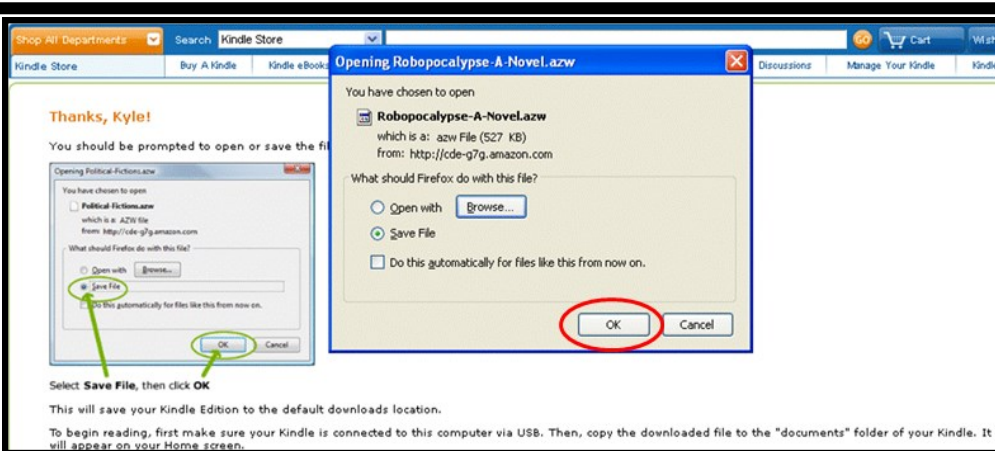 Shop All Departments Search Kindle Store GO Cart Wish
Kindle Store Buy A Kindle Kindle eBooks Discussions Manage Your Kindle Kindle
Opening Robopocalypse-A-Novel.azw
You have chosen to open
Robopocalypse-A-Novel.azw
which is a: azw File (527 KB)
from: http://cde-g7g.amazon.com
What should Firefox do with this file?
Open with Browse...
Save File
Do this automatically for files like this from now on.
OK Cancel
Thanks, Kyle!
You should be prompted to open or save the fil
Opening Political-Fictions.azw
You have chosen to open
Political-Fictions.azw
which is a: AZW file
from: http://cde-g7g.amazon.com
What should Firefox do with this file?
Open with Browse...
Save File
Do this automatically for files like this from now on.
OK Cancel
Select Save File, then click OK
This will save your Kindle Edition to the default downloads location.
To begin reading, first make sure your Kindle is connected to this computer via USB. Then, copy the downloaded file to the "documents" folder of your Kindle. It
will appear on your Home screen.